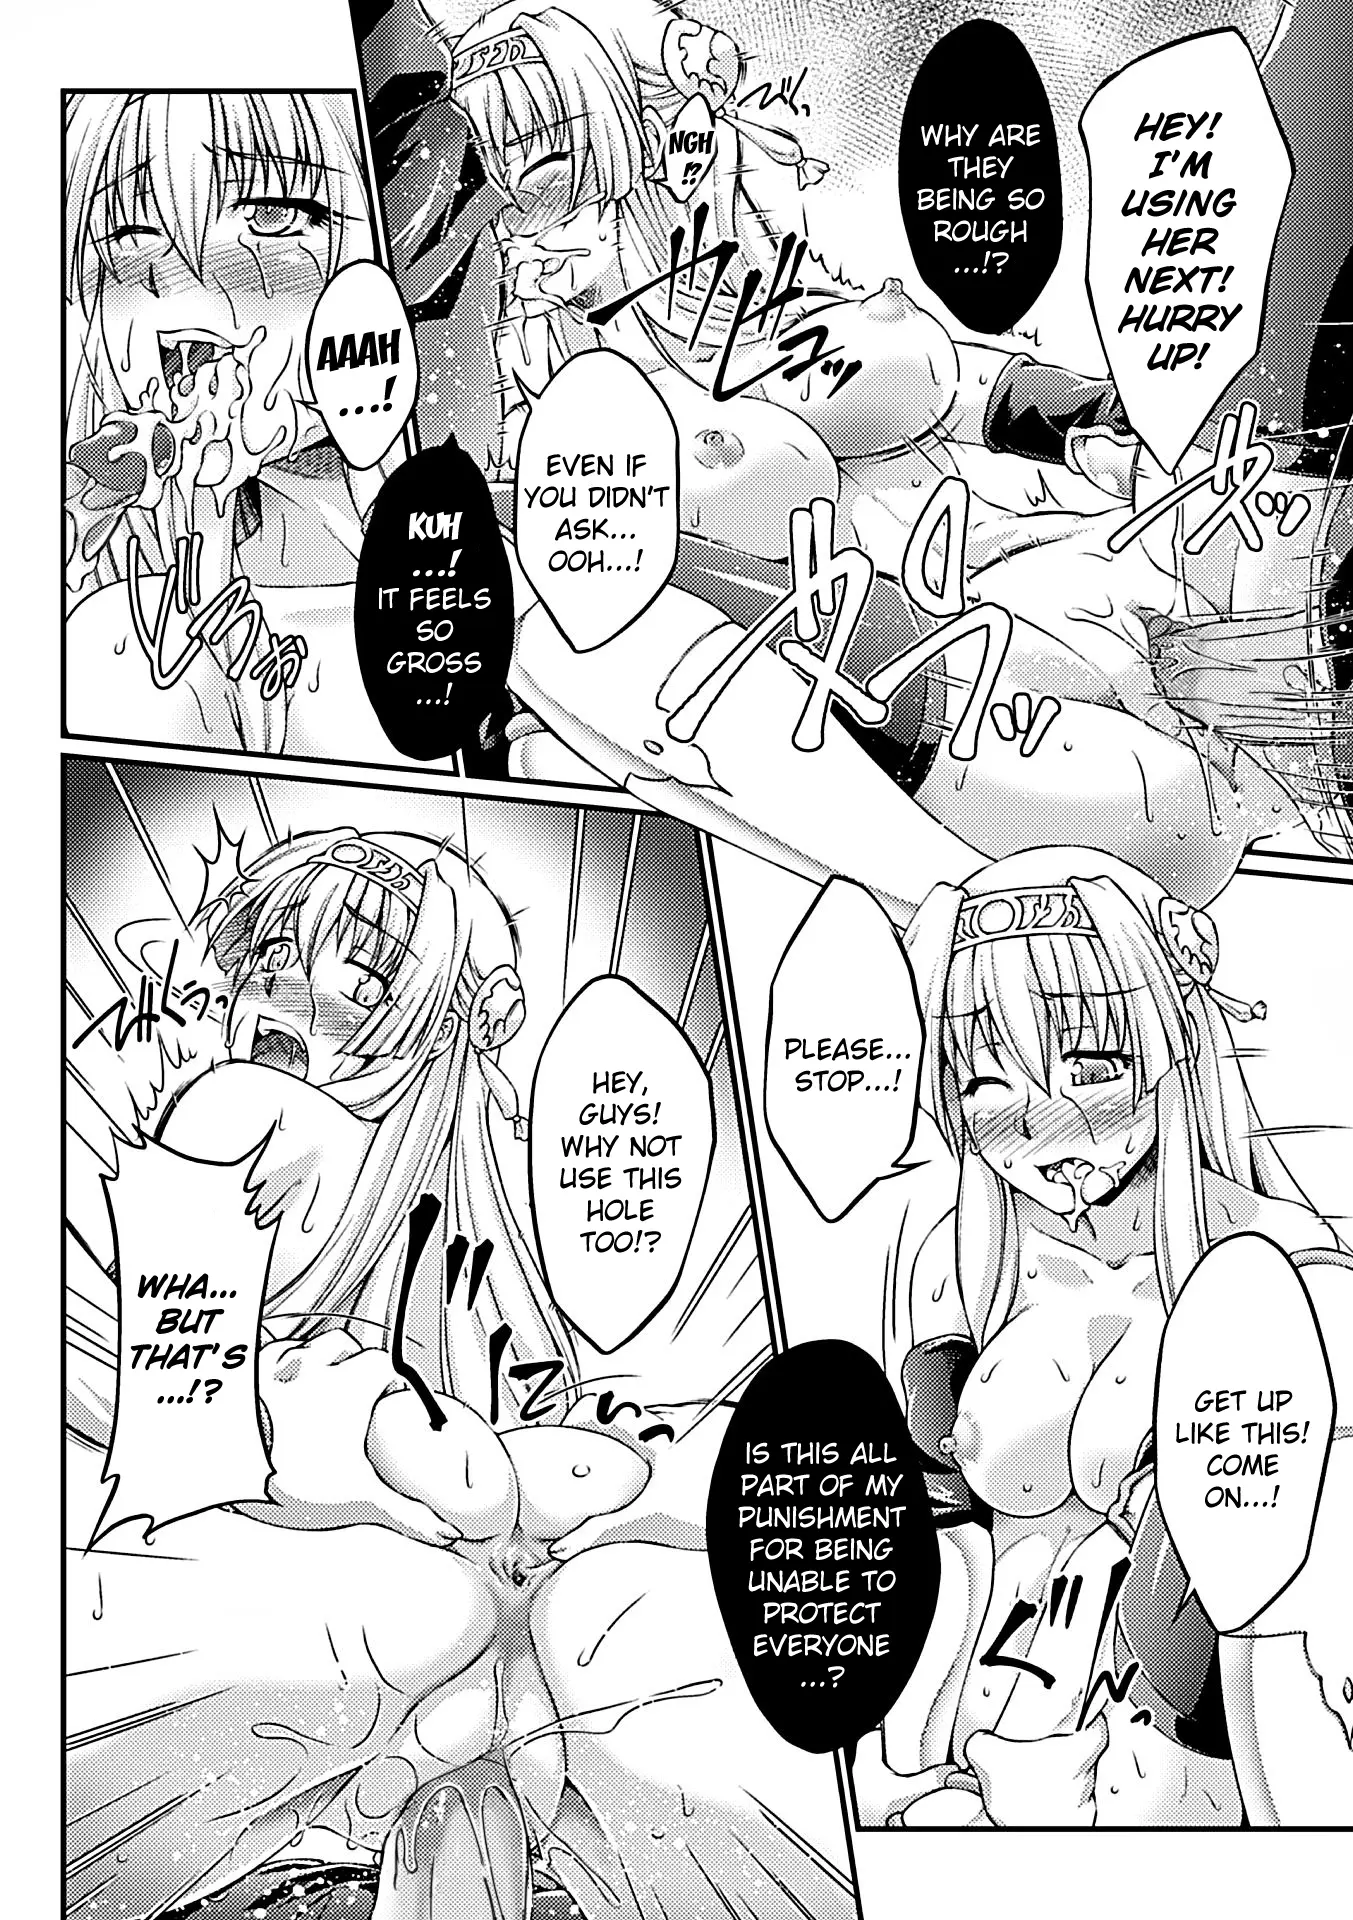 HEY!
I'M
USING
HER
NEXT!
HURRY
UP!
WHY ARE
THEY
BEING SO
ROUGH
...!?
NGH
!?
EVEN IF
YOU DIDN'T
ASK...
OOH...!
AAAH
...!
KUH
...!
IT FEELS
SO
GROSS
...!
PLEASE...
STOP...!
GET UP
LIKE THIS!
COME
ON...!
IS THIS ALL
PART OF MY
PUNISHMENT
FOR BEING
UNABLE TO
PROTECT
EVERYONE
...?
HEY,
GUYS!
WHY NOT
USE THIS
HOLE
TOO!?
WHA...
BUT
THAT'S
...!?